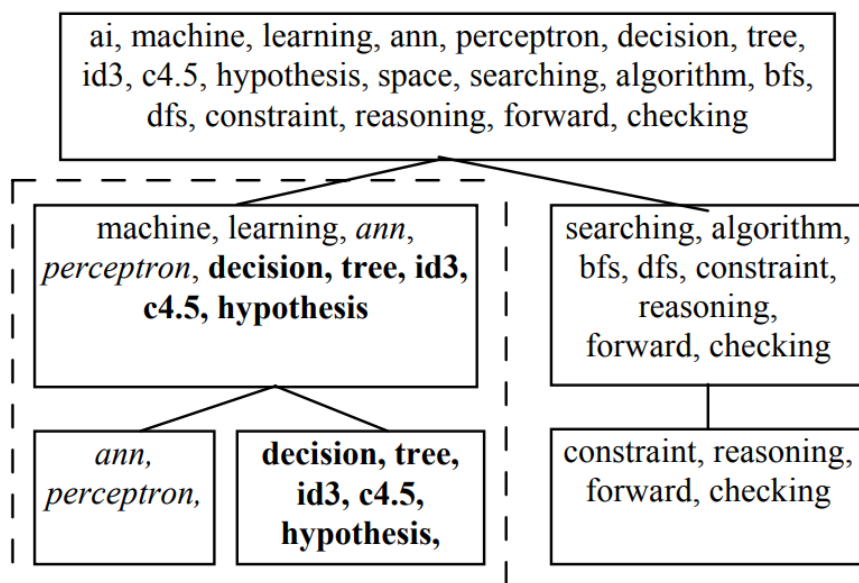 ai, machine, learning, ann, perceptron, decision, tree,
id3, c4.5, hypothesis, space, searching, algorithm, bfs,
dfs, constraint, reasoning, forward, checking
machine, learning, ann,
perceptron, decision, tree, id3,
c4.5, hypothesis
searching, algorithm,
bfs, dfs, constraint,
reasoning,
forward, checking
ann,
perceptron,
decision, tree,
id3, c4.5,
hypothesis,
constraint, reasoning,
forward, checking